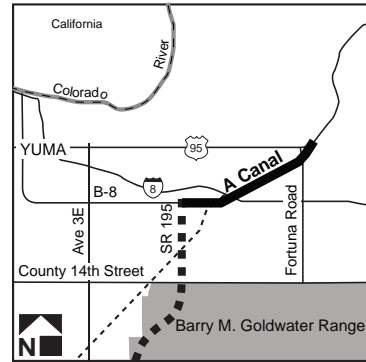 California
River
Colorado
YUMA
95
A Canal
8
B-8
Ave 3E
SR 195
Fortuna Road
County 14th Street
Barry M. Goldwater Range
N